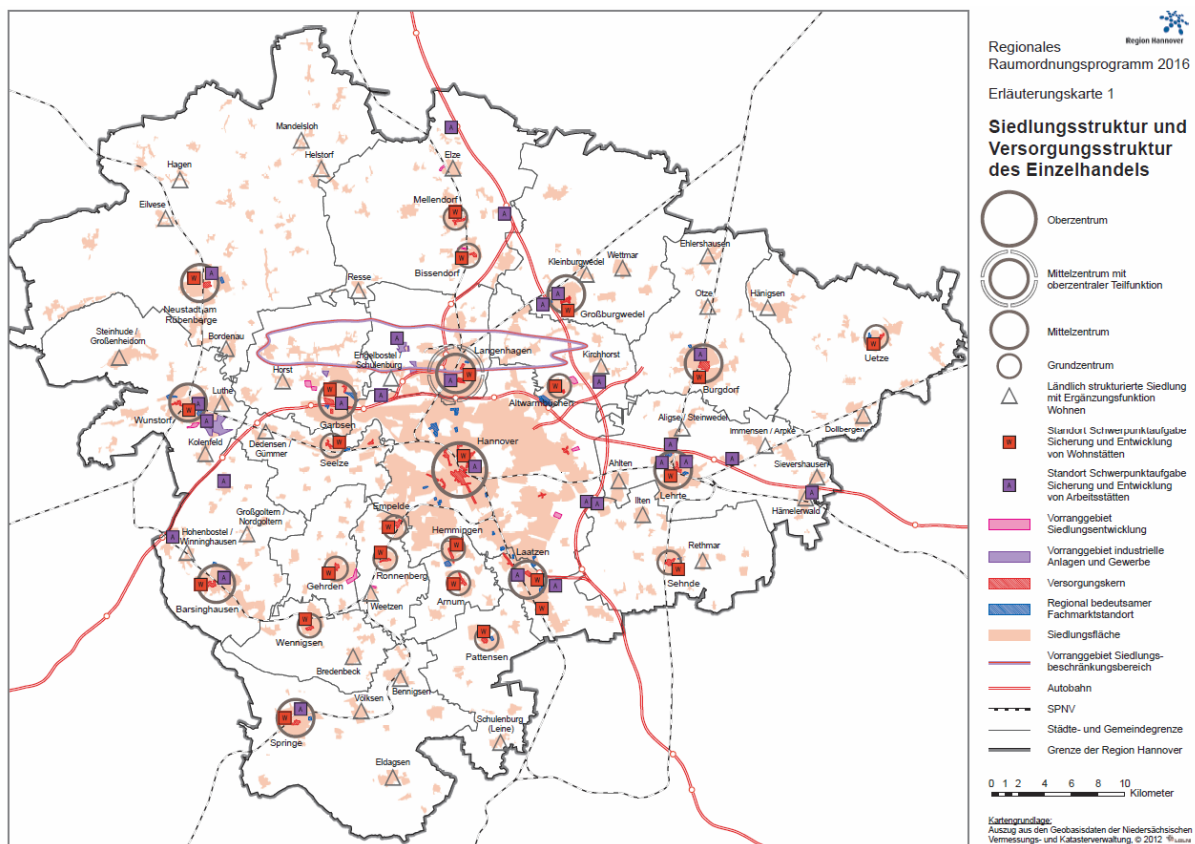 Mandelsloh
Helstorf
Hagen
Eilvese
Elze
Mellendorf
Bissendorf
Ehlershausen
Wettmar
Kleinburgwedel
Resse
Otze
Hänigsen
Großburgwedel
Neustadt am
Rübenberge
Steinhude /
Großenheidorn
Bordenau
Uetze
Engelbostel /
Schulenburg
Langenhagen
Kirchhorst
Horst
Luthe
Burgdorf
Altwarmbüchen
Wunstorf
Garbsen
Dollbergen
Kolenfeld
Dedensen /
Gümmer
Seelze
Hannover
Aligse / Steinwedel
Immensen / Arpke
Sievershausen
Ahlten
Lehrte
Ilten
Hämelerwald
Großgoltern /
Nordgoltern
Empelde
Hemmingen
Hohenbostel /
Winninghausen
Laatzen
Rethmar
Ronnenberg
Gehrden
Sehnde
Barsinghausen
Weetzen
Arnum
Wennigsen
Pattensen
Bredenbeck
Bennigsen
Völksen
Schulenburg
(Leine)
Springe
Eldagsen
Region Hannover
Regionales
Raumordnungsprogramm 2016
Erläuterungskarte 1
Siedlungsstruktur und
Versorgungsstruktur
des Einzelhandels
Oberzentrum
Mittelzentrum mit
oberzentraler Teilfunktion
Mittelzentrum
Grundzentrum
Ländlich strukturierte Siedlung
mit Ergänzungsfunktion
Wohnen
W
Standort Schwerpunktaufgabe
Sicherung und Entwicklung
von Wohnstätten
A
Standort Schwerpunktaufgabe
Sicherung und Entwicklung
von Arbeitsstätten
Vorranggebiet
Siedlungsentwicklung
Vorranggebiet industrielle
Anlagen und Gewerbe
Versorgungskern
Regional bedeutsamer
Fachmarktstandort
Siedlungsfläche
Vorranggebiet Siedlungs-
beschränkungsbereich
Autobahn
SPNV
Städte- und Gemeindegrenze
Grenze der Region Hannover
0 1 2 4 6 8 10
Kilometer
Kartengrundlage:
Auszug aus den Geobasisdaten der Niedersächsischen
Vermessungs- und Katasterverwaltung, © 2012